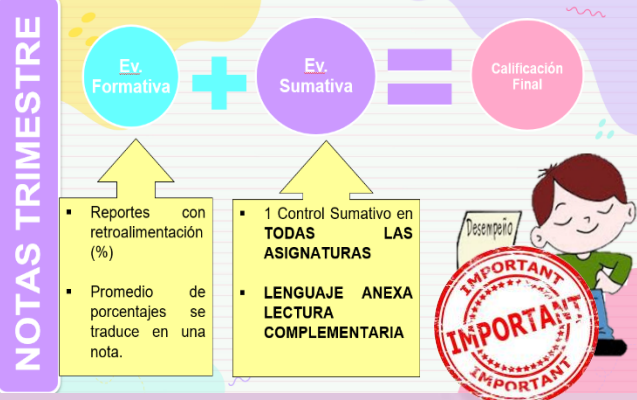 NOTAS TRIMESTRE
Ev.
Formativa
Ev.
Sumativa
Calificación
Final
▪ Reportes con
retroalimentación
(%)
▪ Promedio de
porcentajes se
traduce en una
nota.
▪ 1 Control Sumativo en
TODAS LAS
ASIGNATURAS
▪ LENGUAJE ANEXA
LECTURA
COMPLEMENTARIA
Desempeño
IMPORTANT
IMPORTANT
IMPORTANT